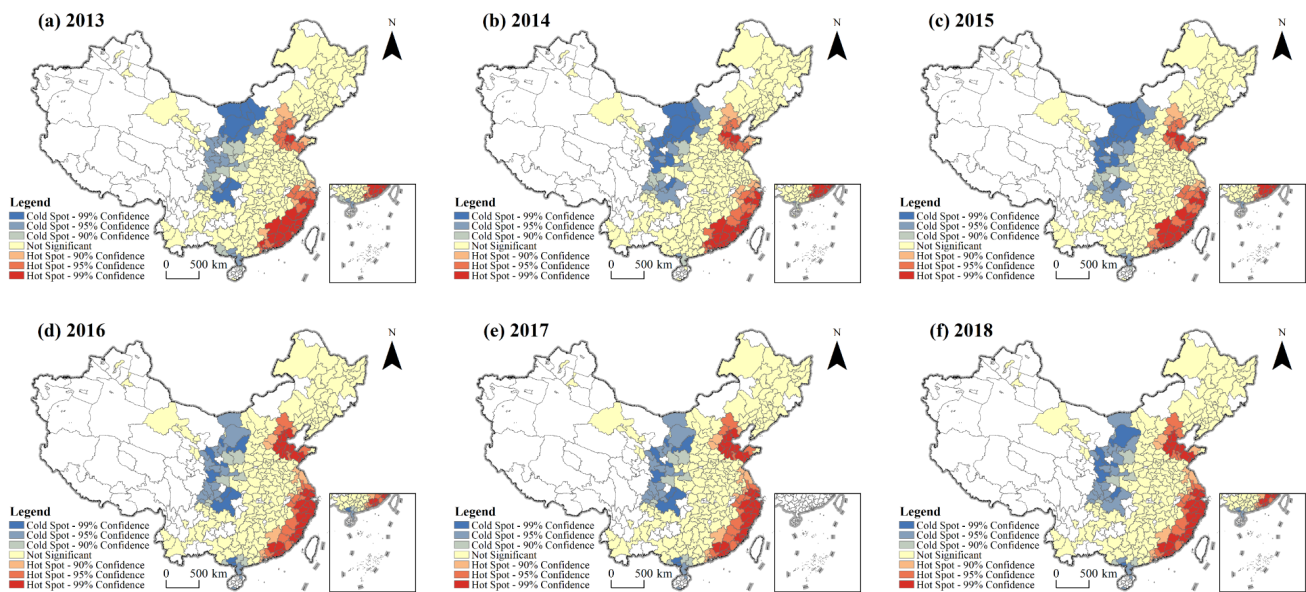 (a) 2013
N
Legend
Cold Spot - 99% Confidence
Cold Spot - 95% Confidence
Cold Spot - 90% Confidence
Not Significant
Hot Spot - 90% Confidence
Hot Spot - 95% Confidence
Hot Spot - 99% Confidence
0 500 km
(b) 2014
N
Legend
Cold Spot - 99% Confidence
Cold Spot - 95% Confidence
Cold Spot - 90% Confidence
Not Significant
Hot Spot - 90% Confidence
Hot Spot - 95% Confidence
Hot Spot - 99% Confidence
0 500 km
(c) 2015
N
Legend
Cold Spot - 99% Confidence
Cold Spot - 95% Confidence
Cold Spot - 90% Confidence
Not Significant
Hot Spot - 90% Confidence
Hot Spot - 95% Confidence
Hot Spot - 99% Confidence
0 500 km
(d) 2016
N
Legend
Cold Spot - 99% Confidence
Cold Spot - 95% Confidence
Cold Spot - 90% Confidence
Not Significant
Hot Spot - 90% Confidence
Hot Spot - 95% Confidence
Hot Spot - 99% Confidence
0 500 km
(e) 2017
N
Legend
Cold Spot - 99% Confidence
Cold Spot - 95% Confidence
Cold Spot - 90% Confidence
Not Significant
Hot Spot - 90% Confidence
Hot Spot - 95% Confidence
Hot Spot - 99% Confidence
0 500 km
(f) 2018
N
Legend
Cold Spot - 99% Confidence
Cold Spot - 95% Confidence
Cold Spot - 90% Confidence
Not Significant
Hot Spot - 90% Confidence
Hot Spot - 95% Confidence
Hot Spot - 99% Confidence
0 500 km